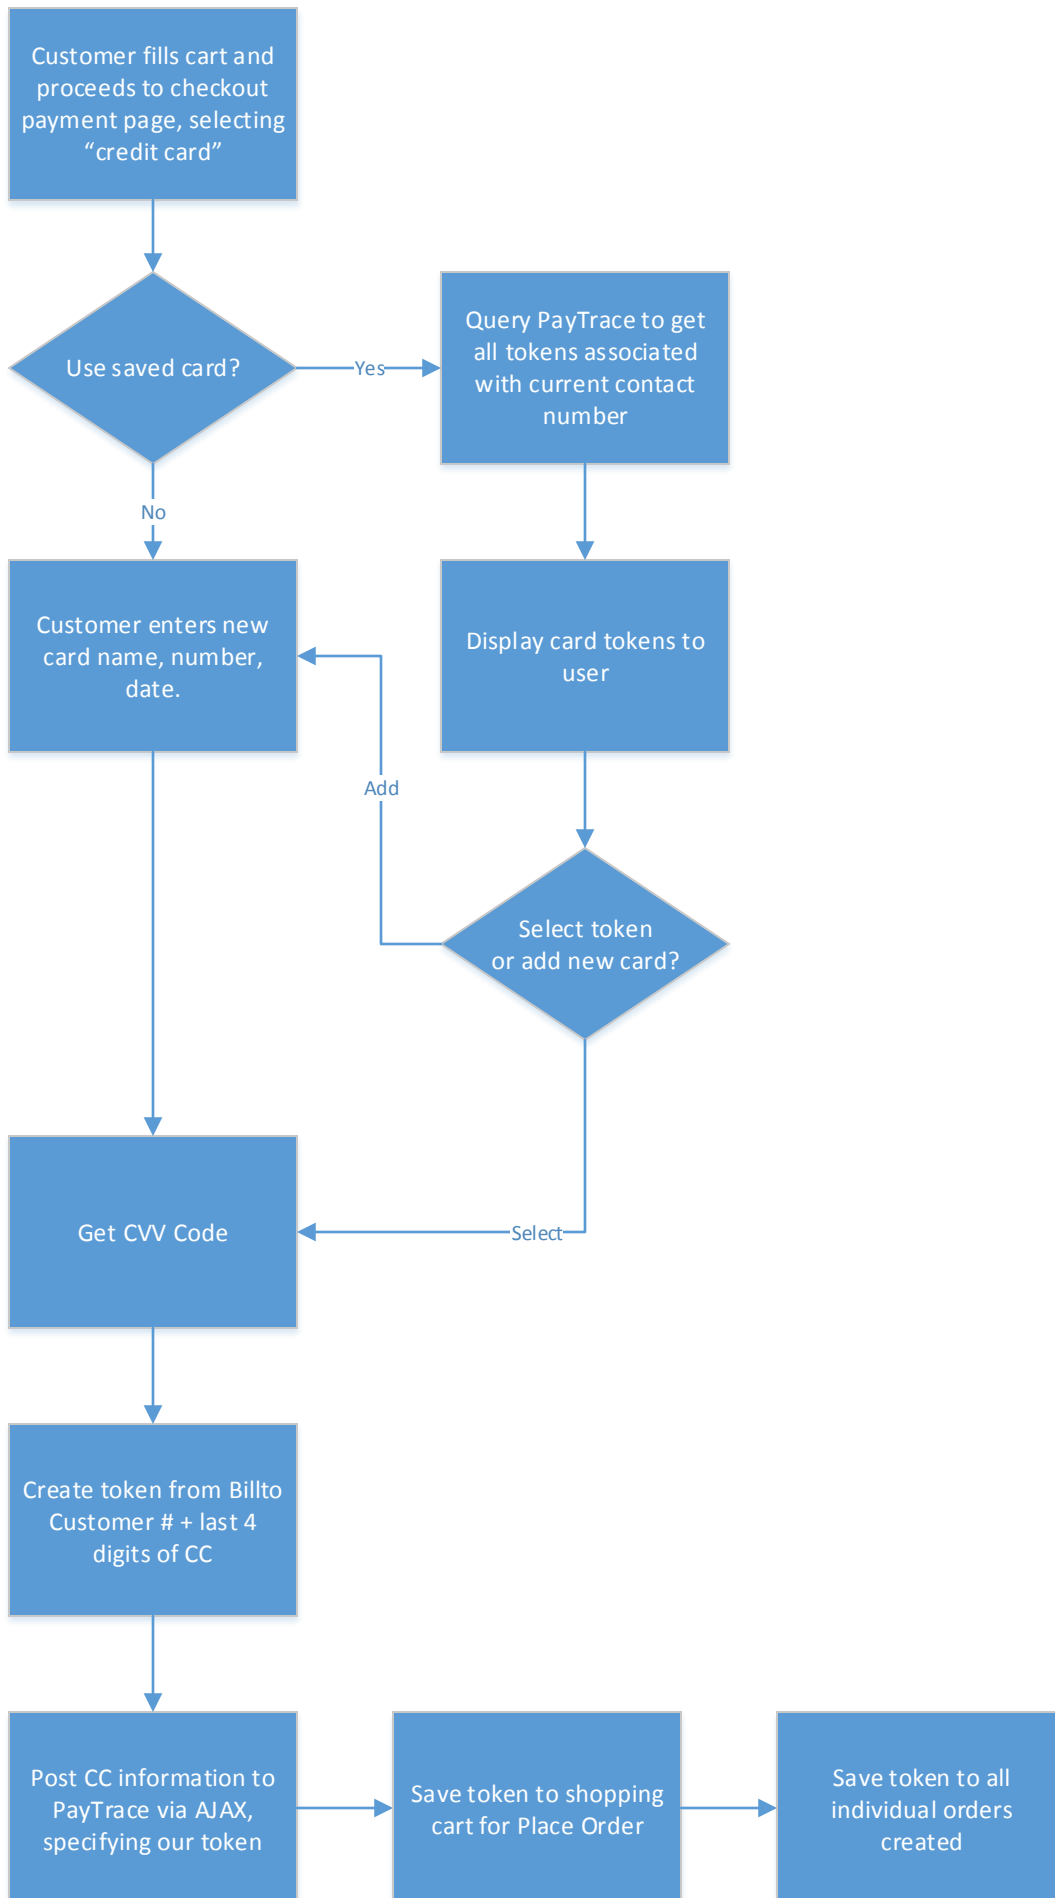 Customer fills cart and
proceeds to checkout
payment page, selecting
“credit card”
Use saved card?
Yes
Query PayTrace to get
all tokens associated
with current contact
number
No
Customer enters new
card name, number,
date.
Display card tokens to
user
Add
Select token
or add new card?
Get CVV Code
Select
Create token from Billto
Customer # + last 4
digits of CC
Post CC information to
PayTrace via AJAX,
specifying our token
Save token to shopping
cart for Place Order
Save token to all
individual orders
created